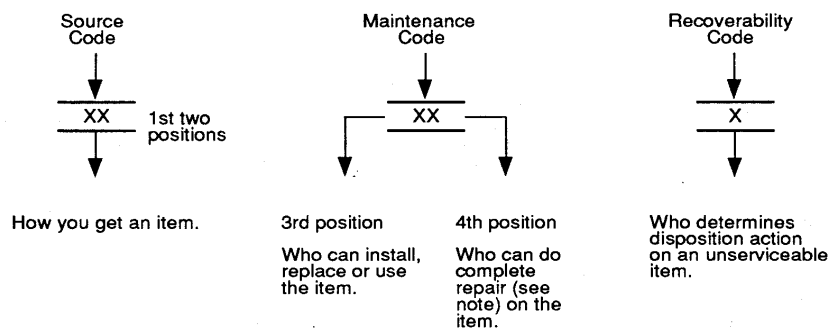 Source
Code
XX
1st two
positions
How you get an item.
Maintenance
Code
XX
3rd position
Who can install,
replace or use
the item.
4th position
Who can do
complete
repair (see
note) on the
item.
Recoverability
Code
X
Who determines
disposition action
on an unserviceable
item.